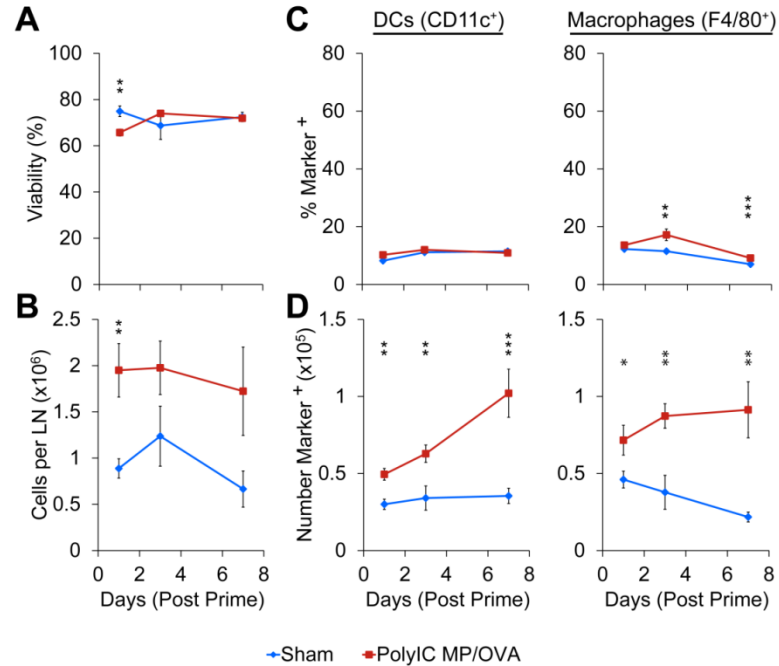 A
Viability (%)
100
80
60
40
20
0
**
C
DCs (CD11c⁺)
% Marker ⁺
80
60
40
20
0
Macrophages (F4/80⁺)
80
60
40
20
0
**
***
B
Cells per LN (x10⁶)
2.5
2
1.5
1
0.5
0
**
0 2 4 6 8
Days (Post Prime)
D
Number Marker ⁺ (x10⁵)
1.5
1
0.5
0
**
**
***
0 2 4 6 8
Days (Post Prime)
1.5
1
0.5
0
*
**
**
0 2 4 6 8
Days (Post Prime)
Sham
PolyIC MP/OVA